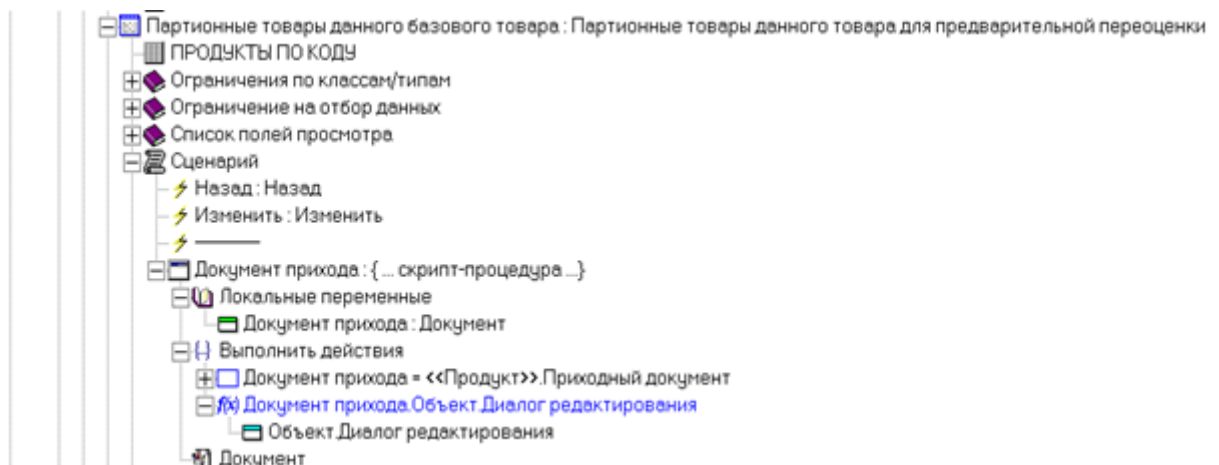 Партионные товары данного базового товара : Партионные товары данного товара для предварительной переоценки
ПРОДУКТЫ ПО КОДУ
Ограничения по классам/типам
Ограничение на отбор данных
Список полей просмотра
Сценарий
Назад : Назад
Изменить : Изменить
————
Документ прихода : { ... скрипт-процедура ...}
Локальные переменные
Документ прихода : Документ
Выполнить действия
Документ прихода = <<Продукт>>.Приходный документ
f(x) Документ прихода.Объект.Диалог редактирования
Объект.Диалог редактирования
Документ